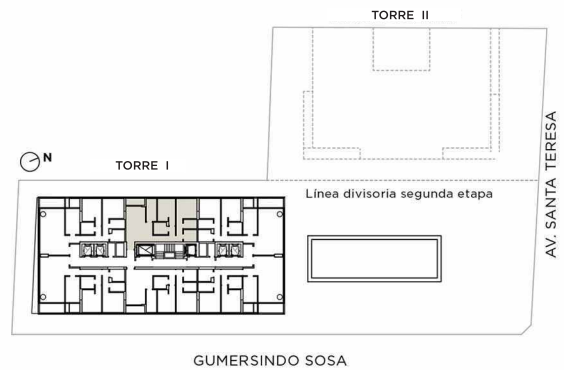 TORRE II
N
TORRE I
Línea divisoria segunda etapa
AV. SANTA TERESA
GUMERSINDO SOSA